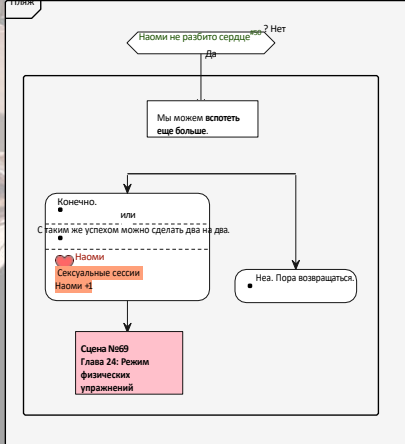 Пляж
? Нет
Наоми не разбито сердце
Да
Мы можем вспотеть
еще больше.
Конечно.
или
С таким же успехом можно сделать два на два.
Наоми
Сексуальные сессии
Наоми +1
Неа. Пора возвращаться.
Сцена №69
Глава 24: Режим
физических
упражнений